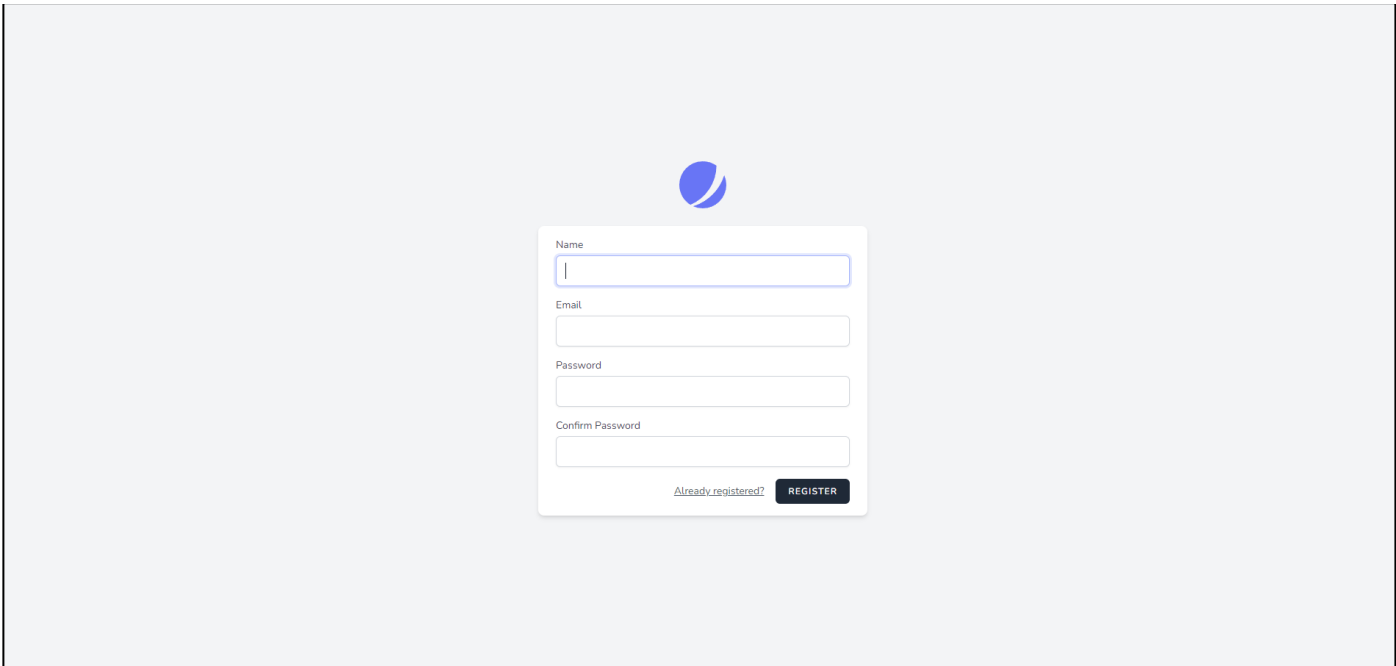 Name
Email
Password
Confirm Password
Already registered? REGISTER